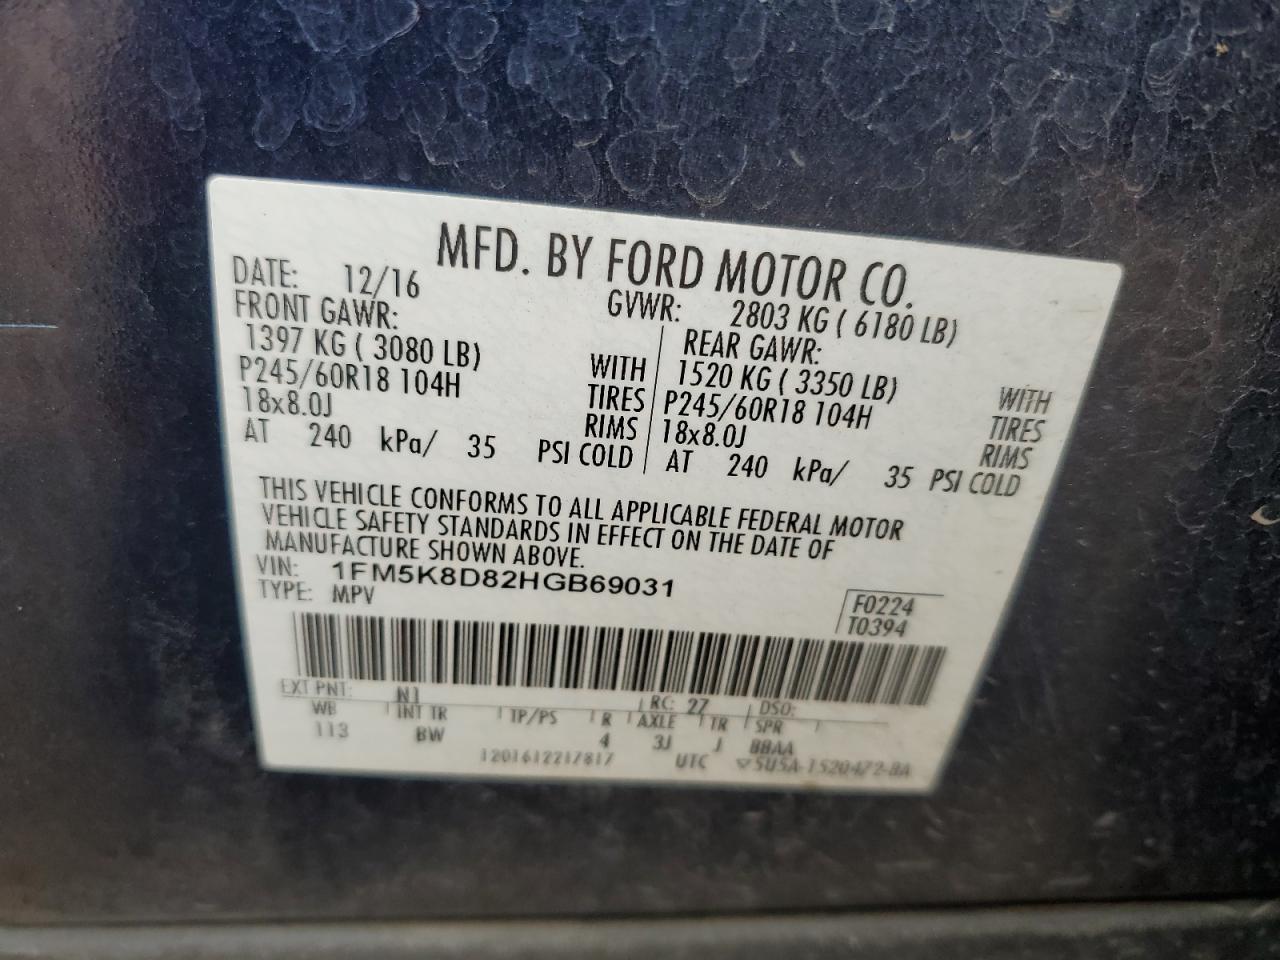 MFD. BY FORD MOTOR CO.
DATE: 12/16 GVWR: 2803 KG ( 6180 LB)
FRONT GAWR: REAR GAWR:
1397 KG ( 3080 LB) WITH 1520 KG ( 3350 LB) WITH
P245/60R18 104H TIRES P245/60R18 104H TIRES
18x8.0J RIMS 18x8.0J RIMS
AT 240 kPa/ 35 PSI COLD AT 240 kPa/ 35 PSI COLD
THIS VEHICLE CONFORMS TO ALL APPLICABLE FEDERAL MOTOR
VEHICLE SAFETY STANDARDS IN EFFECT ON THE DATE OF
MANUFACTURE SHOWN ABOVE.
VIN: 1FM5K8D82HGB69031
TYPE: MPV
F0224
T0394
EXT PNT: N1 RC: 27 DSO:
WB INT TR TP/PS R AXLE TR SPR
113 BW 4 3J J BBAA
1201612217817 UTC ▽5U5A-1520472-BA